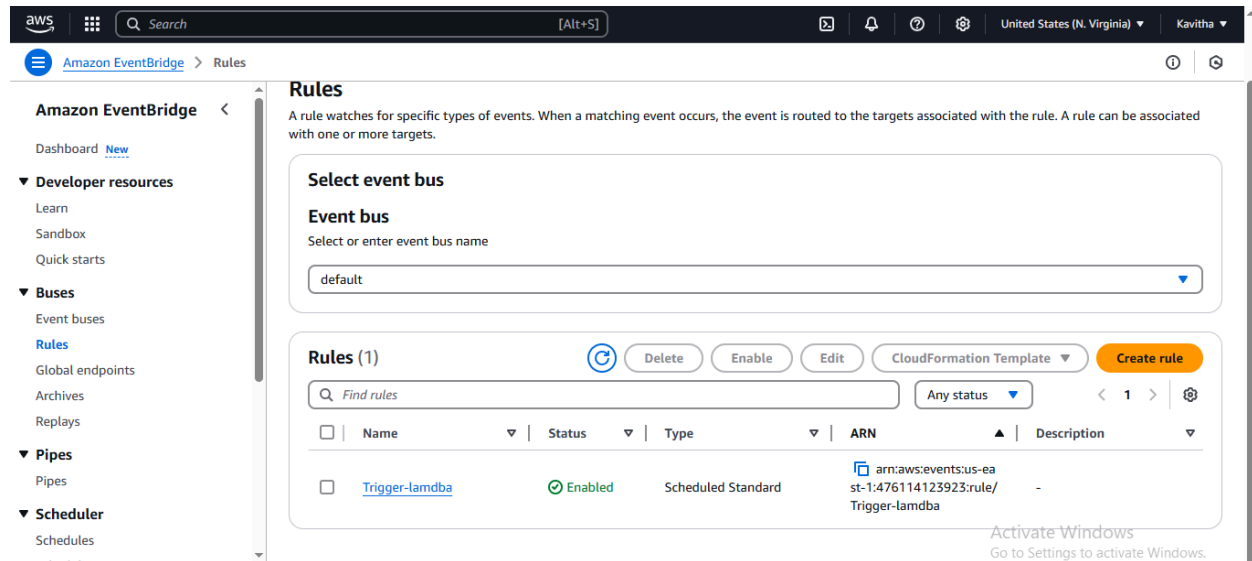 aws Search [Alt+S] United States (N. Virginia) Kavitha
Amazon EventBridge > Rules
Amazon EventBridge
Dashboard New
Developer resources
Learn
Sandbox
Quick starts
Buses
Event buses
Rules
Global endpoints
Archives
Replays
Pipes
Pipes
Scheduler
Schedules
Rules
A rule watches for specific types of events. When a matching event occurs, the event is routed to the targets associated with the rule. A rule can be associated
with one or more targets.
Select event bus
Event bus
Select or enter event bus name
default
Rules (1) Delete Enable Edit CloudFormation Template Create rule
Find rules Any status 1
Name Status Type ARN Description
Trigger-lamdba Enabled Scheduled Standard arn:aws:events:us-ea
st-1:476114123923:rule/ -
Trigger-lamdba
Activate Windows
Go to Settings to activate Windows.